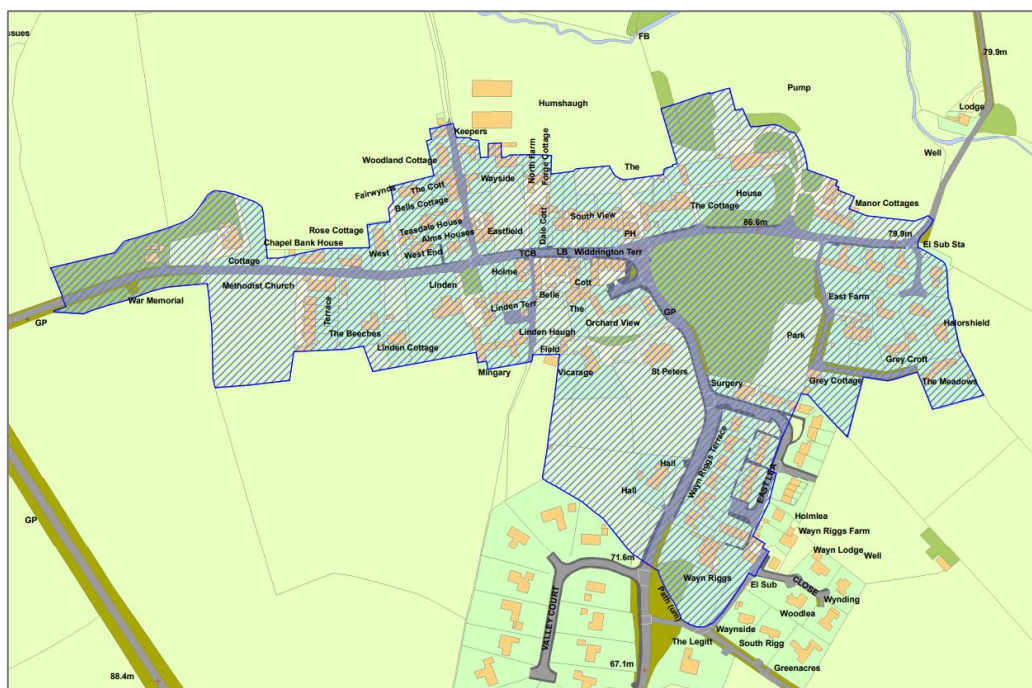 ssues
79.9m
FB
Pump
Humshaugh
Lodge
Keepers
North Farm
Forge Cottage
Well
Woodland Cottage
The
Wayside
Fairwynds
The Cott
House
Bells Cottage
The Cottage
Manor Cottages
Teasdale House
Dale Cott
South View
86.6m
Rose Cottage
Alms Houses
Eastfield
PH
79.9m
Chapel Bank House
West
West End
TCB
LB
Widdrington Terr
El Sub Sta
Cottage
Holme
Methodist Church
Linden
Cott
War Memorial
Belle
East Farm
Linden Terr
The
GP
GP
Terrace
Orchard View
Halorshield
The Beeches
Linden Haugh
Park
Linden Cottage
Field
Grey Croft
Mingary
Vicarage
St Peters
Grey Cottage
The Meadows
Surgery
Wayn Riggs Terrace
Hall
EAST LEA
Hall
GP
Holmlea
Wayn Riggs Farm
Wayn Lodge
Well
71.6m
Wayn Riggs
El Sub
CLOSE
Wynding
Path (um)
Woodlea
VALLEY COURT
Waynside
The Legitt
South Rigg
67.1m
Greenacres
88.4m